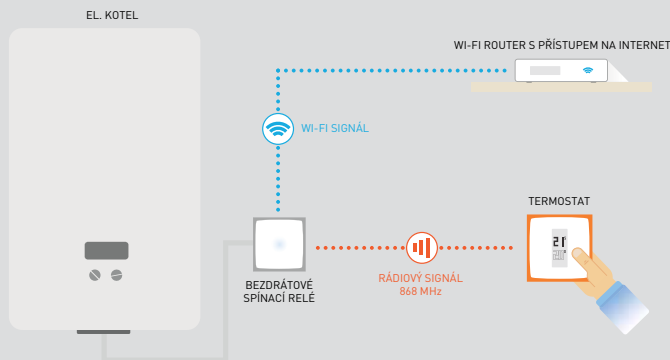 EL. KOTEL
WI-FI ROUTER S PŘÍSTUPEM NA INTERNET
WI-FI SIGNÁL
TERMOSTAT
21°
BEZDRÁTOVÉ
SPÍNACÍ RELÉ
RÁDIOVÝ SIGNÁL
868 MHz